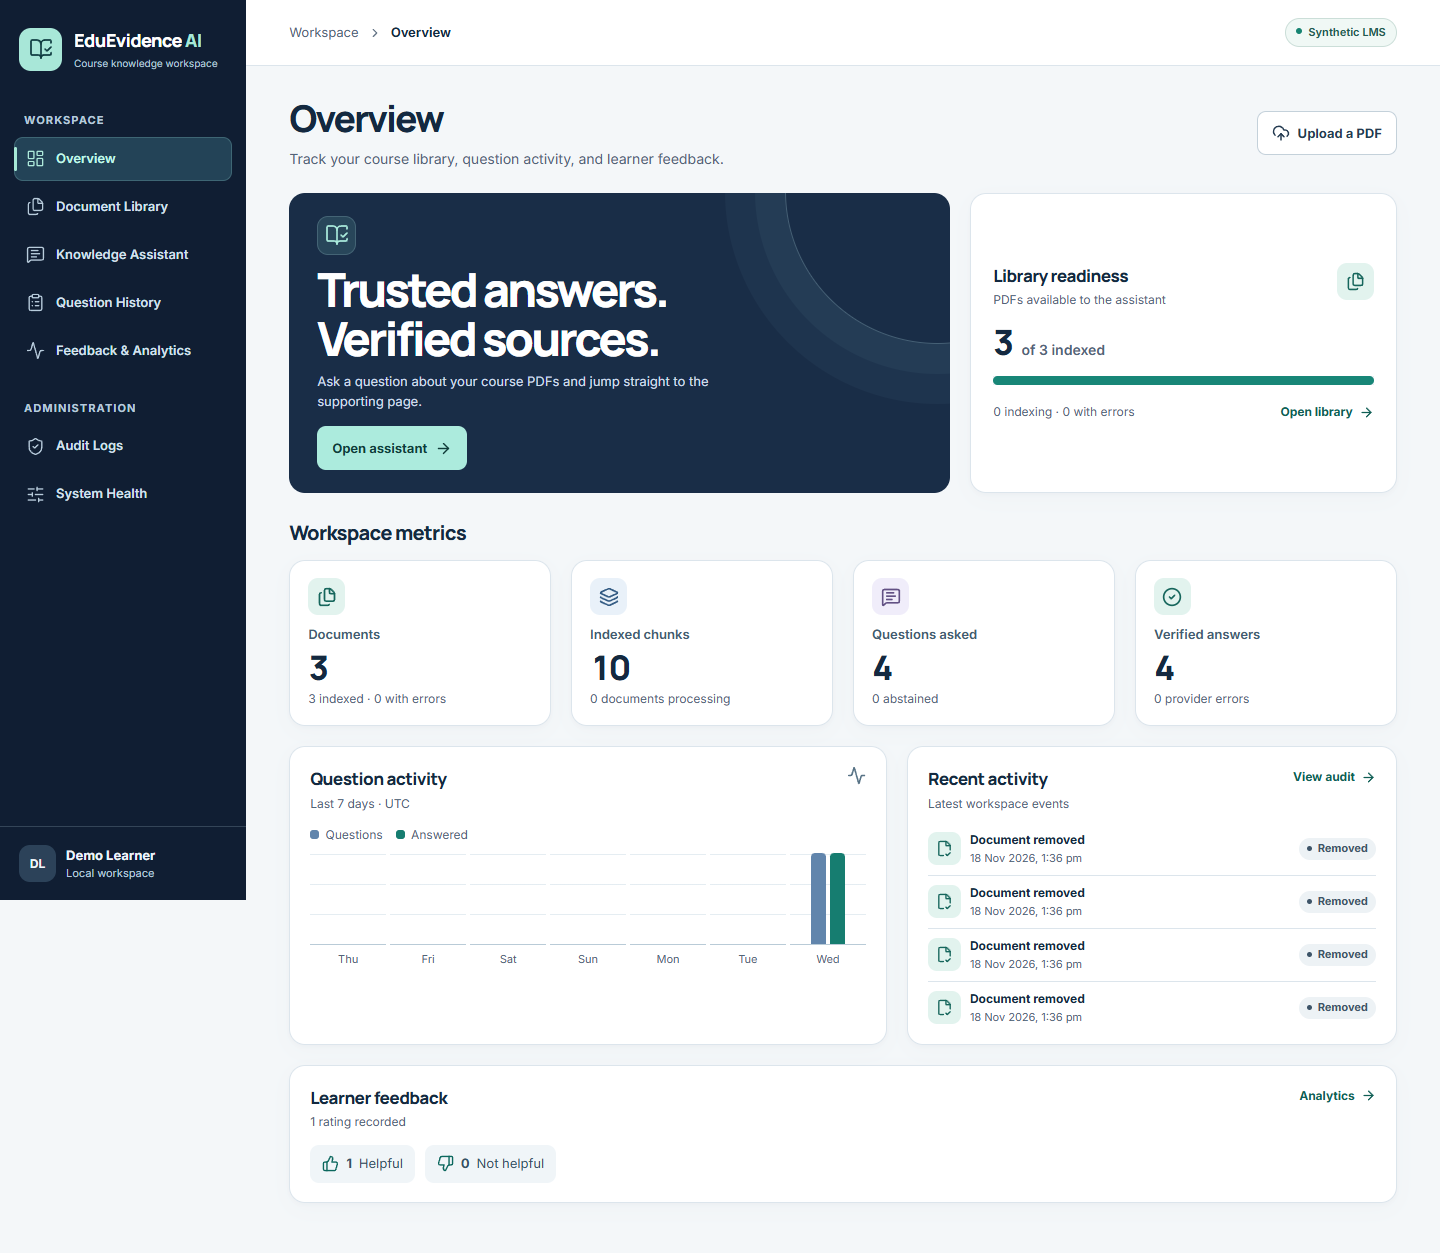 EduEvidence AI
Course knowledge workspace
WORKSPACE
Overview
Document Library
Knowledge Assistant
Question History
Feedback & Analytics
ADMINISTRATION
Audit Logs
System Health
DL
Demo Learner
Local workspace
Workspace > Overview
Synthetic LMS
Overview
Track your course library, question activity, and learner feedback.
Upload a PDF
Trusted answers.
Verified sources.
Ask a question about your course PDFs and jump straight to the
supporting page.
Open assistant →
Library readiness
PDFs available to the assistant
3 of 3 indexed
0 indexing · 0 with errors
Open library →
Workspace metrics
Documents
3
3 indexed · 0 with errors
Indexed chunks
10
0 documents processing
Questions asked
4
0 abstained
Verified answers
4
0 provider errors
Question activity
Last 7 days · UTC
Questions
Answered
Thu Fri Sat Sun Mon Tue Wed
Recent activity
View audit →
Latest workspace events
Document removed
18 Nov 2026, 1:36 pm
Removed
Document removed
18 Nov 2026, 1:36 pm
Removed
Document removed
18 Nov 2026, 1:36 pm
Removed
Document removed
18 Nov 2026, 1:36 pm
Removed
Learner feedback
Analytics →
1 rating recorded
1 Helpful
0 Not helpful